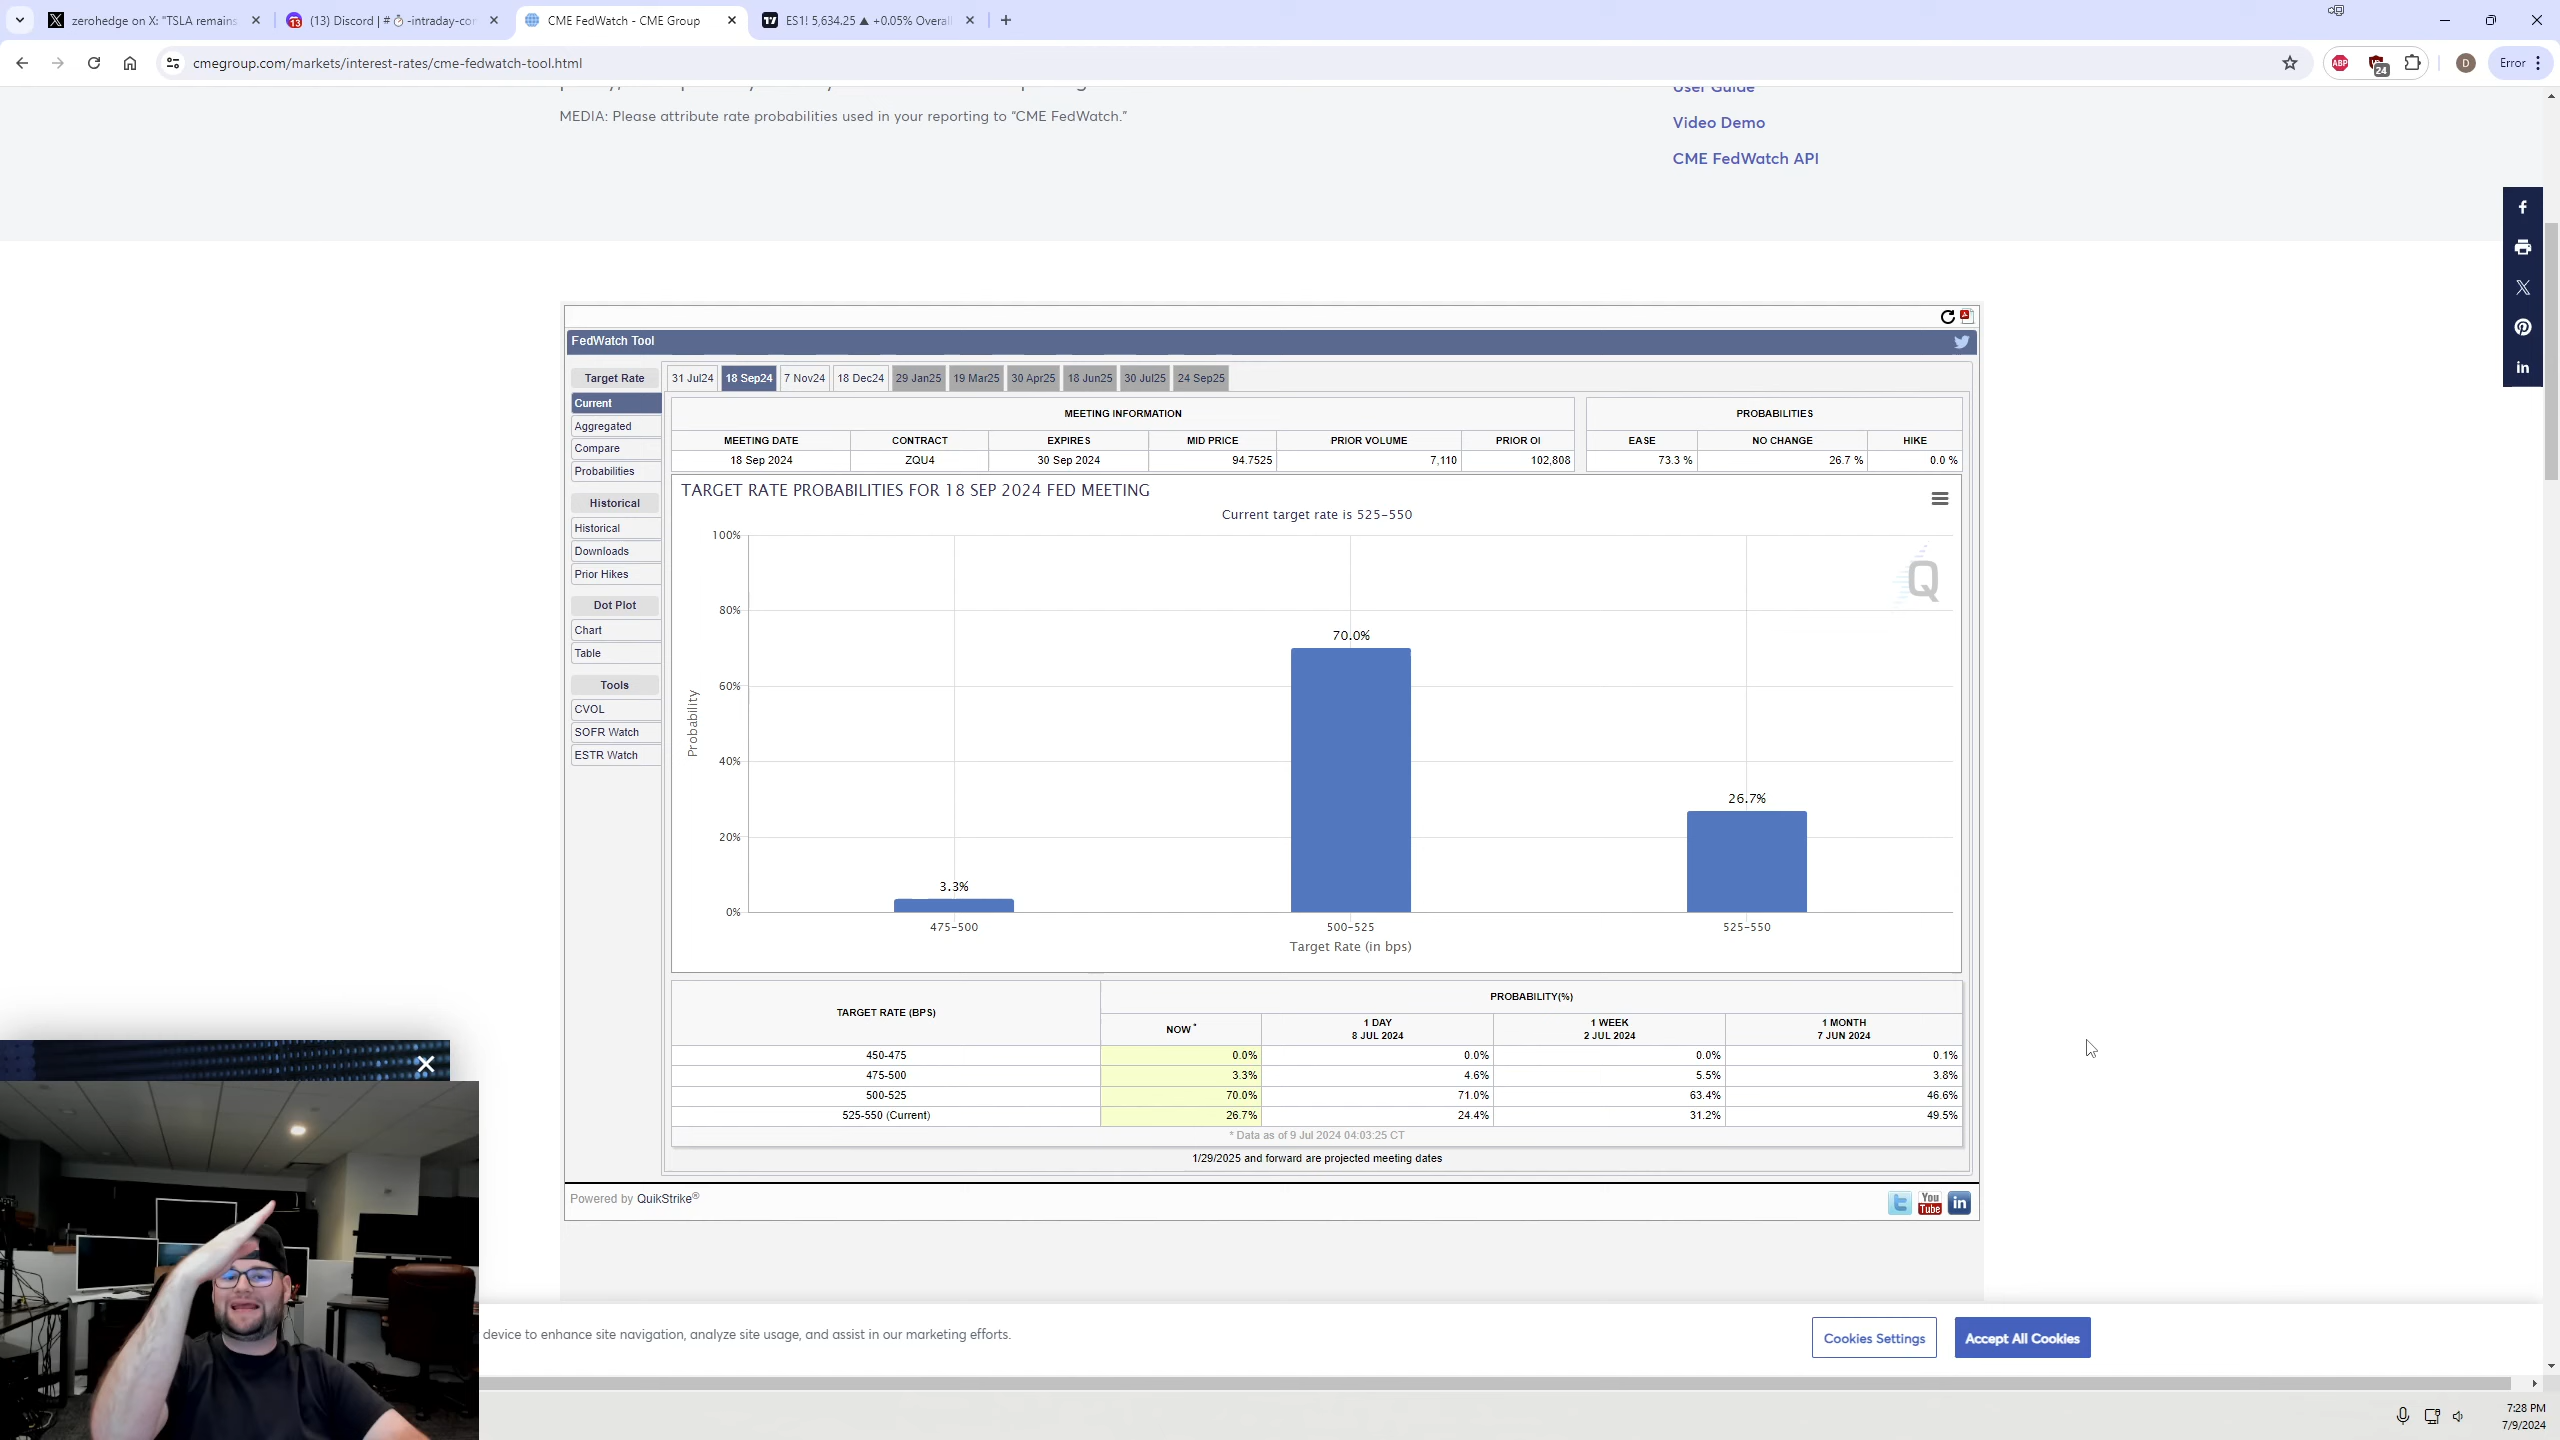 zerohedge on X: "TSLA remains
(13) Discord | # -intraday-cor
CME FedWatch - CME Group
ES1! 5,634.25 ▲ +0.05% Overall
cmegroup.com/markets/interest-rates/cme-fedwatch-tool.html
ABP
24
D
Error
MEDIA: Please attribute rate probabilities used in your reporting to "CME FedWatch."
User Guide
Video Demo
CME FedWatch API
FedWatch Tool
Target Rate
Current
Aggregated
Compare
Probabilities
Historical
Historical
Downloads
Prior Hikes
Dot Plot
Chart
Table
Tools
CVOL
SOFR Watch
ESTR Watch
31 Jul24 18 Sep24 7 Nov24 18 Dec24 29 Jan25 19 Mar25 30 Apr25 18 Jun25 30 Jul25 24 Sep25
MEETING INFORMATION
MEETING DATE CONTRACT EXPIRES MID PRICE PRIOR VOLUME PRIOR OI
18 Sep 2024 ZQU4 30 Sep 2024 94.7525 7,110 102,808
PROBABILITIES
EASE NO CHANGE HIKE
73.3 % 26.7 % 0.0 %
TARGET RATE PROBABILITIES FOR 18 SEP 2024 FED MEETING
Current target rate is 525-550
Q
Probability
100%
80%
60%
40%
20%
0%
3.3%
70.0%
26.7%
475-500
500-525
525-550
Target Rate (in bps)
TARGET RATE (BPS)
PROBABILITY(%)
NOW *
1 DAY
8 JUL 2024
1 WEEK
2 JUL 2024
1 MONTH
7 JUN 2024
450-475 0.0% 0.0% 0.0% 0.1%
475-500 3.3% 4.6% 5.5% 3.8%
500-525 70.0% 71.0% 63.4% 46.6%
525-550 (Current) 26.7% 24.4% 31.2% 49.5%
* Data as of 9 Jul 2024 04:03:25 CT
1/29/2025 and forward are projected meeting dates
Powered by QuikStrike®
You
Tube
in
f
in
device to enhance site navigation, analyze site usage, and assist in our marketing efforts.
Cookies Settings
Accept All Cookies
7:28 PM
7/9/2024